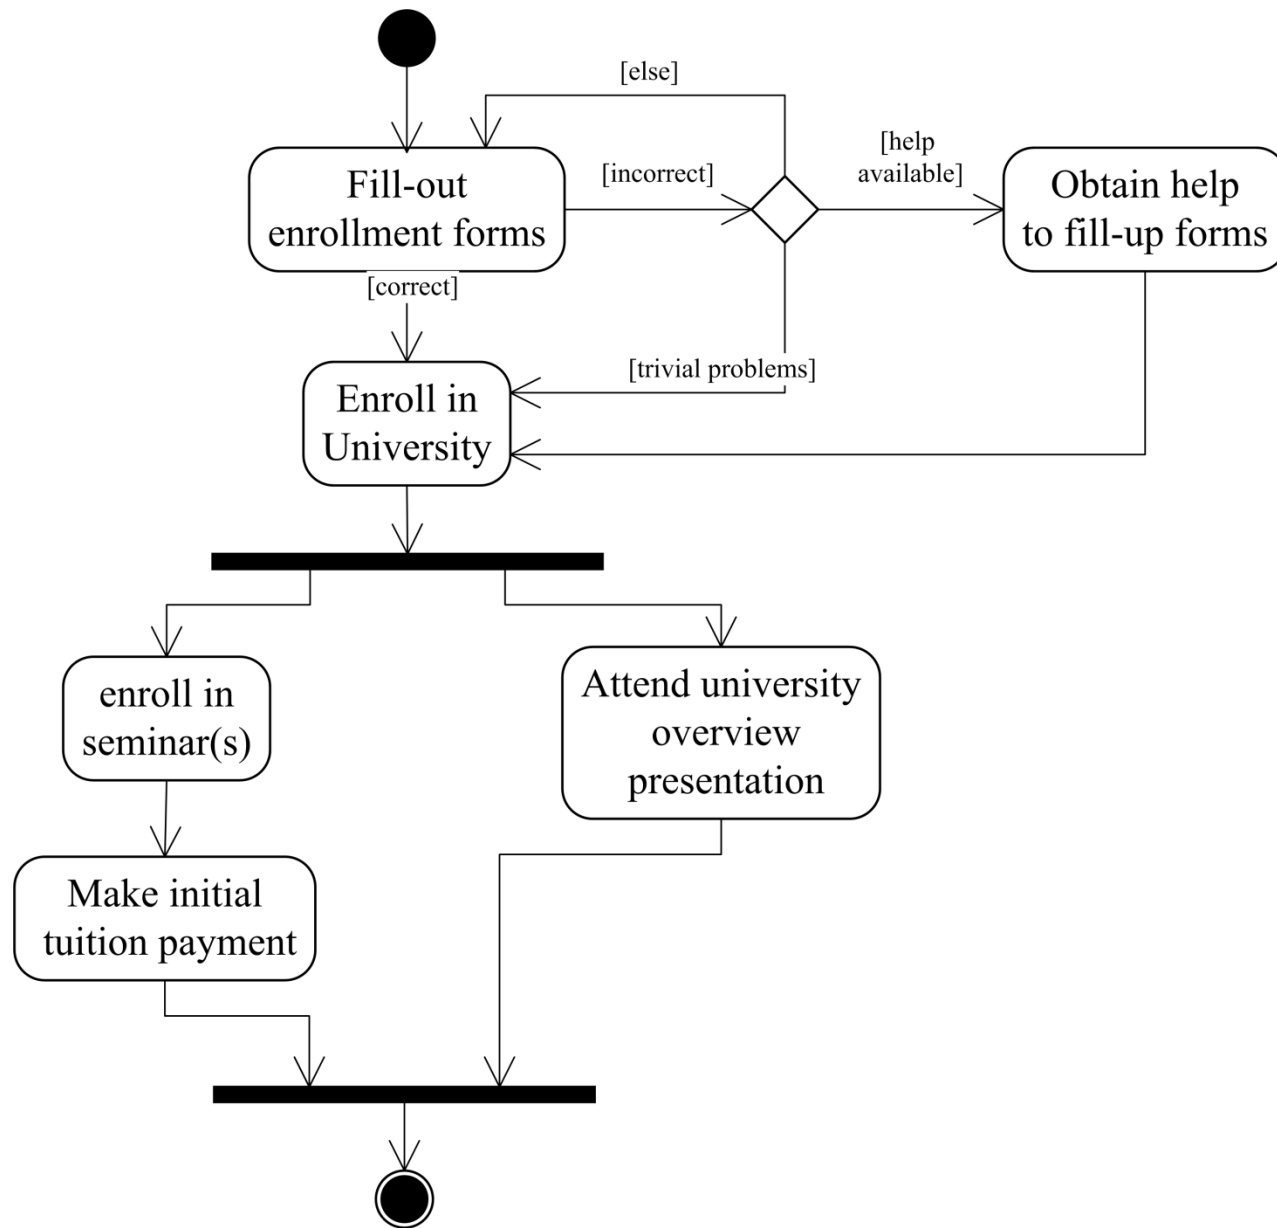 [else]
Fill-out
enrollment forms
[incorrect]
[help
available]
Obtain help
to fill-up forms
[correct]
[trivial problems]
Enroll in
University
enroll in
seminar(s)
Attend university
overview
presentation
Make initial
tuition payment